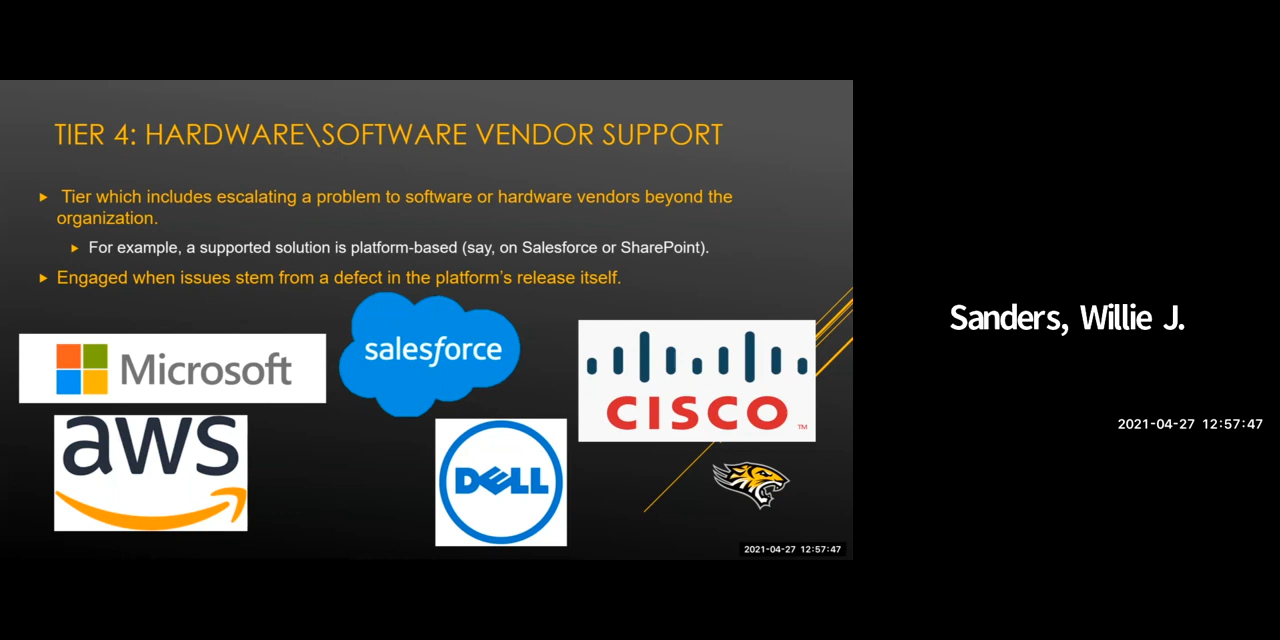 TIER 4: HARDWARE\SOFTWARE VENDOR SUPPORT
Tier which includes escalating a problem to software or hardware vendors beyond the
organization.
For example, a supported solution is platform-based (say, on Salesforce or SharePoint).
Engaged when issues stem from a defect in the platform's release itself.
Microsoft
salesforce
CISCO
TM
aws
DELL
2021-04-27 12:57:47
Sanders, Willie J.
2021-04-27 12:57:47